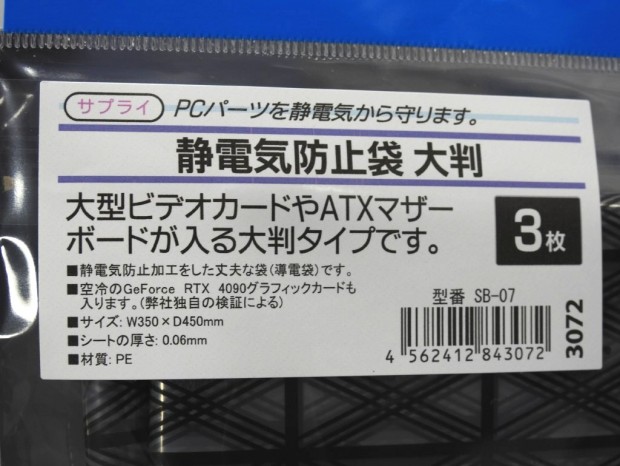 サプライ PCパーツを静電気から守ります。
静電気防止袋 大判
大型ビデオカードやATXマザー
ボードが入る大判タイプです。
3枚
■静電気防止加工をした丈夫な袋(導電袋)です。
■空冷のGeForce RTX 4090グラフィックカードも
入ります。(弊社独自の検証による)
■サイズ: W350×D450mm
■シートの厚さ: 0.06mm
■材質: PE
型番 SB-07
4 562412 843072
3072